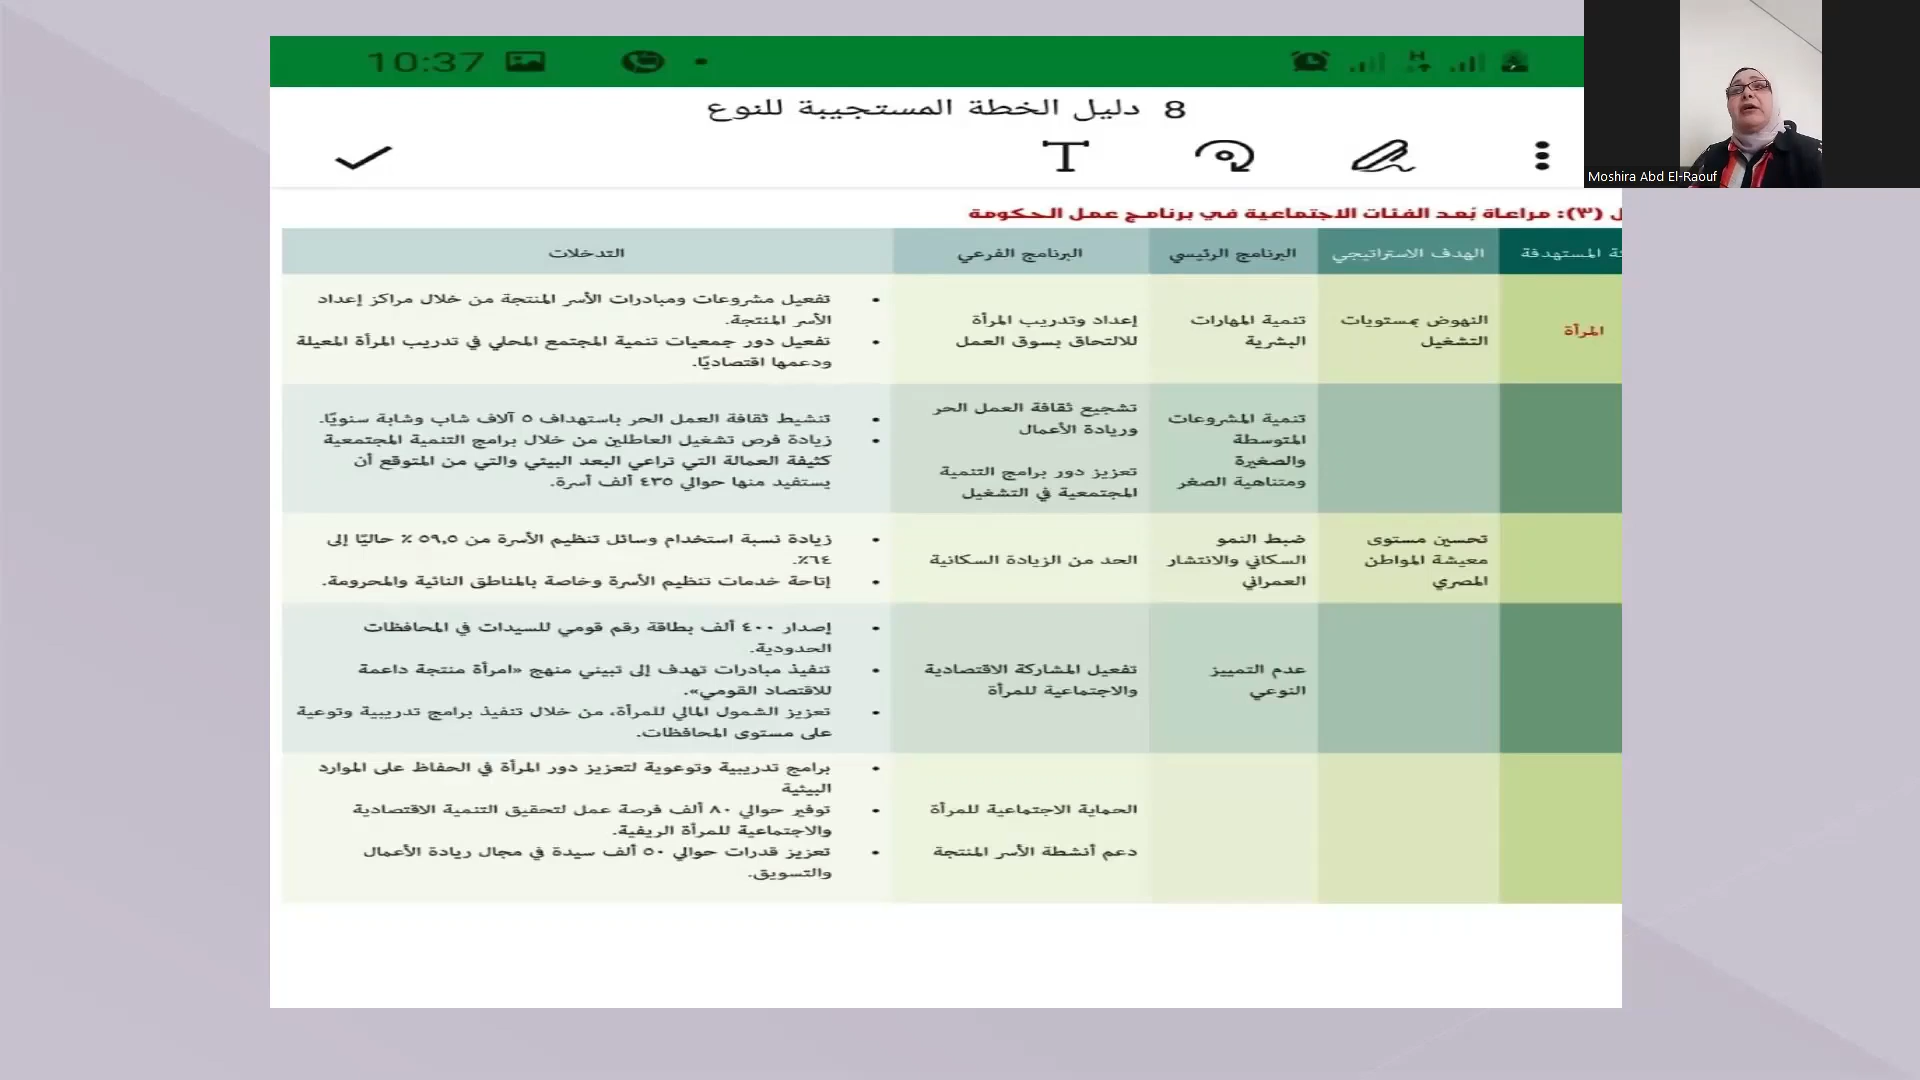 10:37
8 دليل الخطة المستجيبة للنوع
T
Moshira Abd El-Raouf
(٣): مراعاة بُعد الفئات الاجتماعية في برنامج عمل الحكومة
المستهدفة
الهدف الاستراتيجي
البرنامج الرئيسي
البرنامج الفرعي
التدخلات
المرأة
النهوض بمستويات
التشغيل
تنمية المهارات
البشرية
إعداد وتدريب المرأة
للالتحاق بسوق العمل
• تفعيل مشروعات ومبادرات الأسر المنتجة من خلال مراكز إعداد
الأسر المنتجة.
• تفعيل دور جمعيات تنمية المجتمع المحلي في تدريب المرأة المعيلة
ودعمها اقتصاديًا.
تنمية المشروعات
المتوسطة
والصغيرة
ومتناهية الصغر
تشجيع ثقافة العمل الحر
وريادة الأعمال
تعزيز دور برامج التنمية
المجتمعية في التشغيل
• تنشيط ثقافة العمل الحر باستهداف ٥ آلاف شاب وشابة سنويًا.
• زيادة فرص تشغيل العاطلين من خلال برامج التنمية المجتمعية
كثيفة العمالة التي تراعي البعد البيئي والتي من المتوقع أن
يستفيد منها حوالي ٤٣٥ ألف أسرة.
تحسين مستوى
معيشة المواطن
المصري
ضبط النمو
السكاني والانتشار
العمراني
الحد من الزيادة السكانية
• زيادة نسبة استخدام وسائل تنظيم الأسرة من ٥٩,٥ ٪ حاليًا إلى
٦٤٪.
• إتاحة خدمات تنظيم الأسرة وخاصة بالمناطق النائية والمحرومة.
عدم التمييز
النوعي
تفعيل المشاركة الاقتصادية
والاجتماعية للمرأة
• إصدار ٤٠٠ ألف بطاقة رقم قومي للسيدات في المحافظات
الحدودية.
• تنفيذ مبادرات تهدف إلى تبيني منهج «امرأة منتجة داعمة
للاقتصاد القومي».
• تعزيز الشمول المالي للمرأة، من خلال تنفيذ برامج تدريبية وتوعية
على مستوى المحافظات.
الحماية الاجتماعية للمرأة
دعم أنشطة الأسر المنتجة
• برامج تدريبية وتوعوية لتعزيز دور المرأة في الحفاظ على الموارد
البيئية
• توفير حوالي ٨٠ ألف فرصة عمل لتحقيق التنمية الاقتصادية
والاجتماعية للمرأة الريفية.
• تعزيز قدرات حوالي ٥٠ ألف سيدة في مجال ريادة الأعمال
والتسويق.